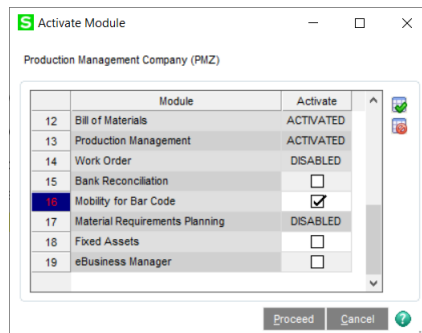 S Activate Module
Production Management Company (PMZ)
Module Activate
12 Bill of Materials ACTIVATED
13 Production Management ACTIVATED
14 Work Order DISABLED
15 Bank Reconciliation
16 Mobility for Bar Code
17 Material Requirements Planning DISABLED
18 Fixed Assets
19 eBusiness Manager
Proceed Cancel ?